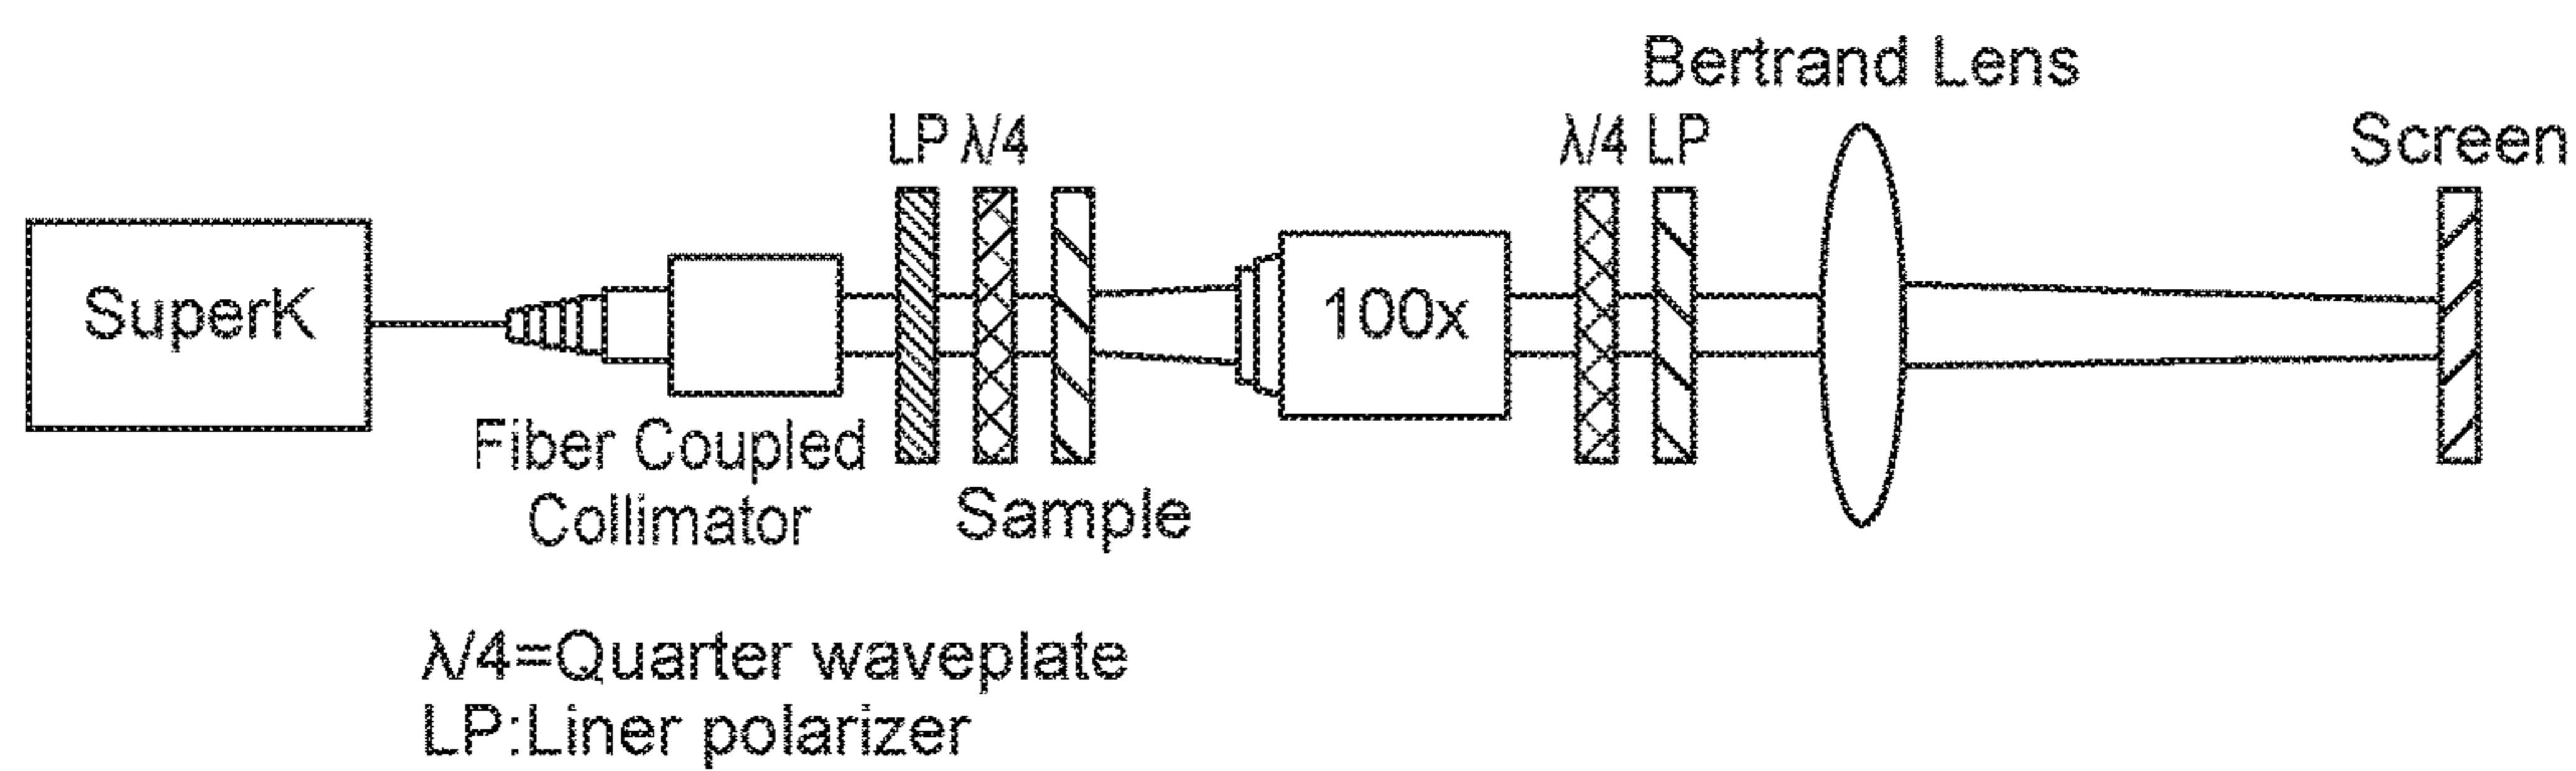 Bertrand Lens
LP λ/4
λ/4 LP
Screen
SuperK
100x
Fiber Coupled
Collimator
Sample
λ/4=Quarter waveplate
LP:Liner polarizer